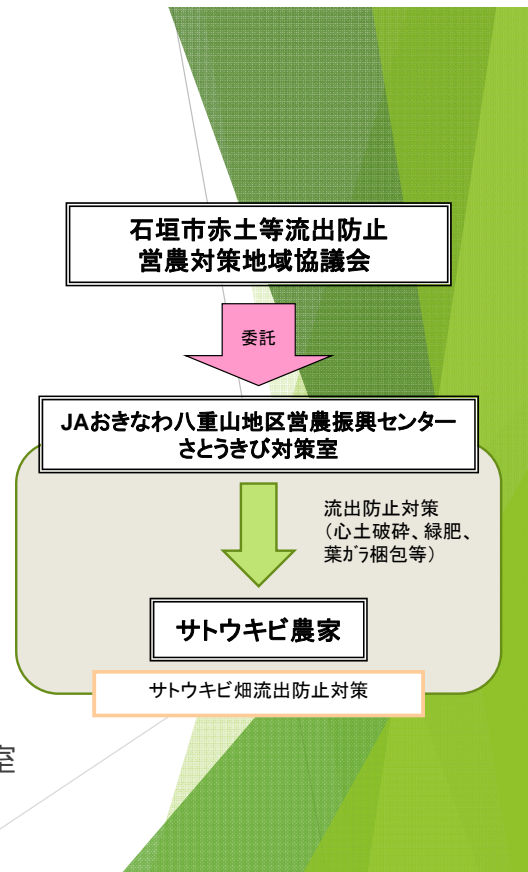 石垣市赤土等流出防止
営農対策地域協議会
委託
JAおきなわ八重山地区営農振興センター
さとうきび対策室
流出防止対策
(心土破砕、緑肥、
葉ガラ梱包等)
サトウキビ農家
サトウキビ畑流出防止対策
室